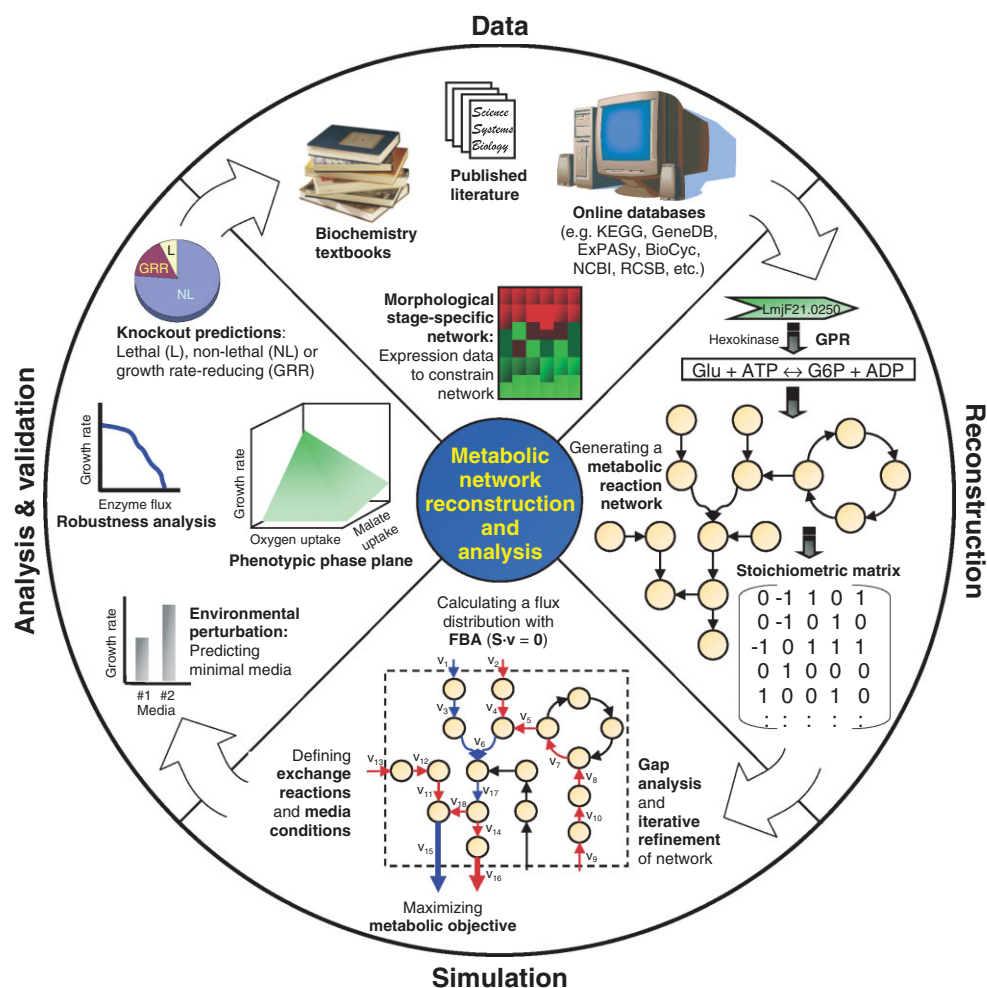 Data
Science
Systems
Biology
Published
literature
Biochemistry
textbooks
Online databases
(e.g. KEGG, GeneDB,
ExPASy, BioCyc,
NCBI, RCSB, etc.)
Morphological
stage-specific
network:
Expression data
to constrain
network
Reconstruction
LmjF21.0250
Hexokinase
GPR
Glu + ATP ↔ G6P + ADP
Generating a
metabolic
reaction
network
Stoichiometric matrix
0 -1 1 0 1
0 -1 0 1 0
-1 0 1 1 1
0 1 0 0 0
1 0 0 1 0
: : : : :
Metabolic
network
reconstruction
and
analysis
Simulation
Calculating a flux
distribution with
FBA (S·v = 0)
v1
v2
v3
v4
v5
v6
v7
v8
v9
v10
v11
v12
v13
v14
v15
v16
v17
v18
Gap
analysis
and
iterative
refinement
of network
Defining
exchange
reactions
and media
conditions
Maximizing
metabolic objective
Analysis & validation
L
GRR
NL
Knockout predictions:
Lethal (L), non-lethal (NL) or
growth rate-reducing (GRR)
Growth rate
Enzyme flux
Robustness analysis
Growth rate
Oxygen uptake
Malate
uptake
Phenotypic phase plane
Growth rate
#1 #2
Media
Environmental
perturbation:
Predicting
minimal media